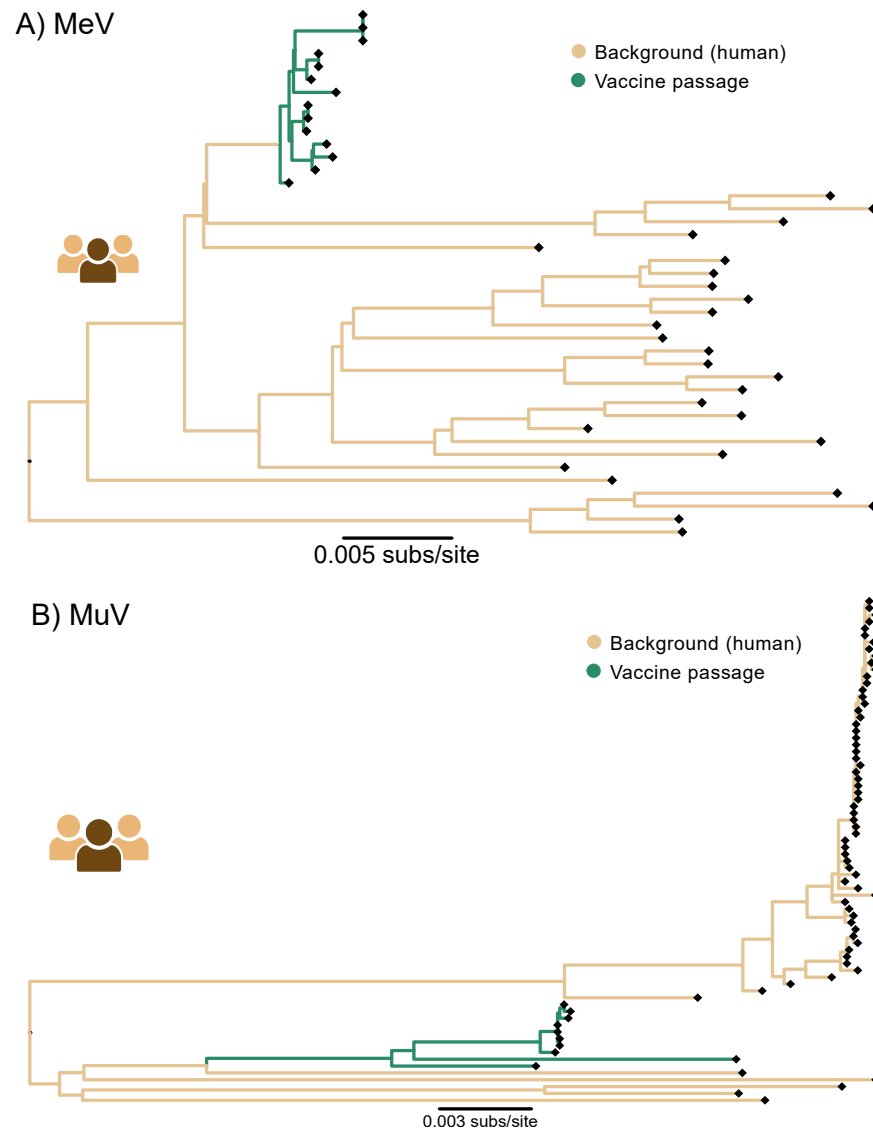 A) MeV
Background (human)
Vaccine passage
0.005 subs/site
B) MuV
Background (human)
Vaccine passage
0.003 subs/site